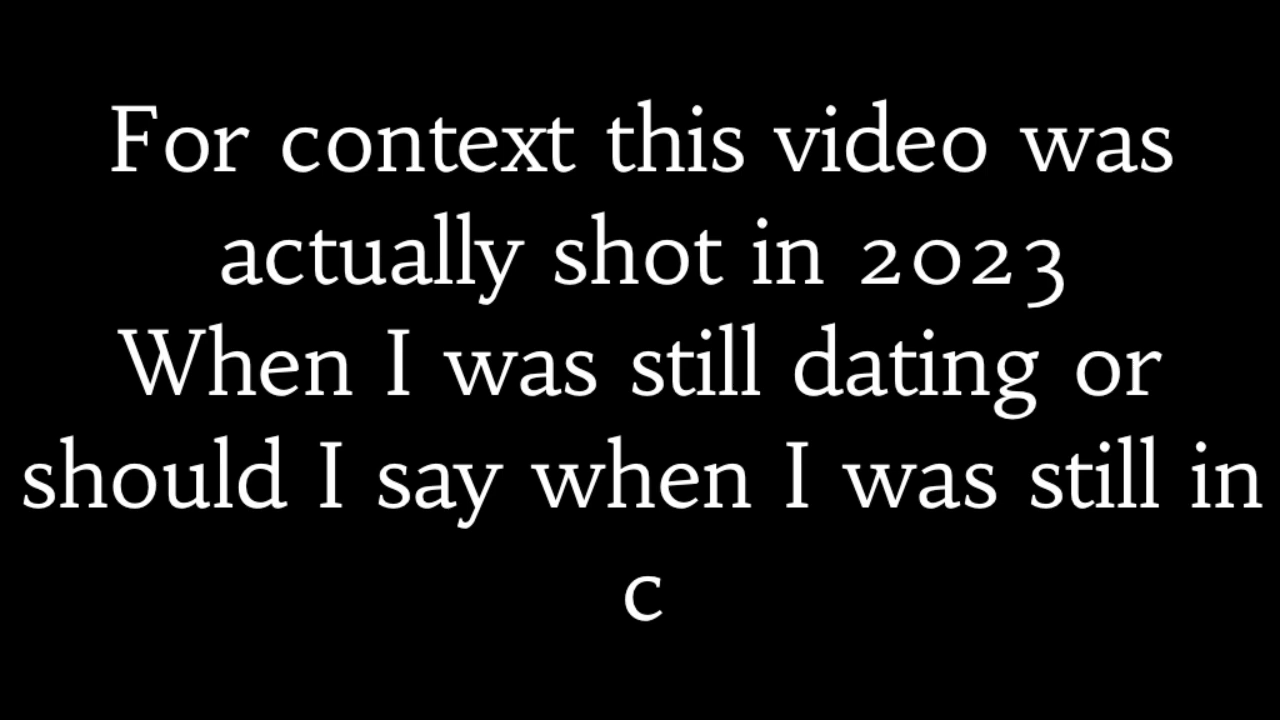 For context this video was
actually shot in 2023
When I was still dating or
should I say when I was still in
c